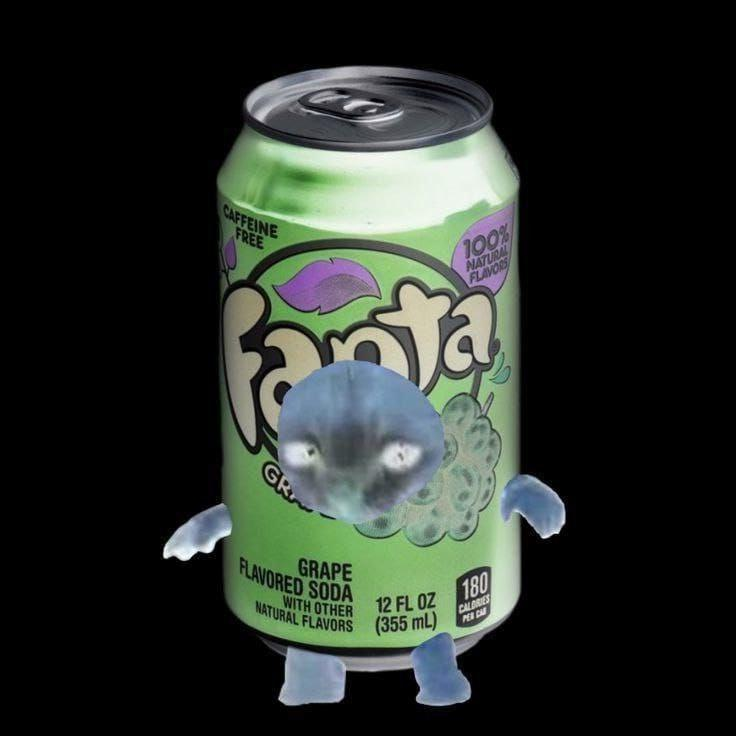 CAFFEINE
FREE
100%
NATURAL
FLAVORS
Fanta
GRAPE
FLAVORED SODA
WITH OTHER
NATURAL FLAVORS
12 FL OZ
(355 mL)
180
CALORIES
PER CAN